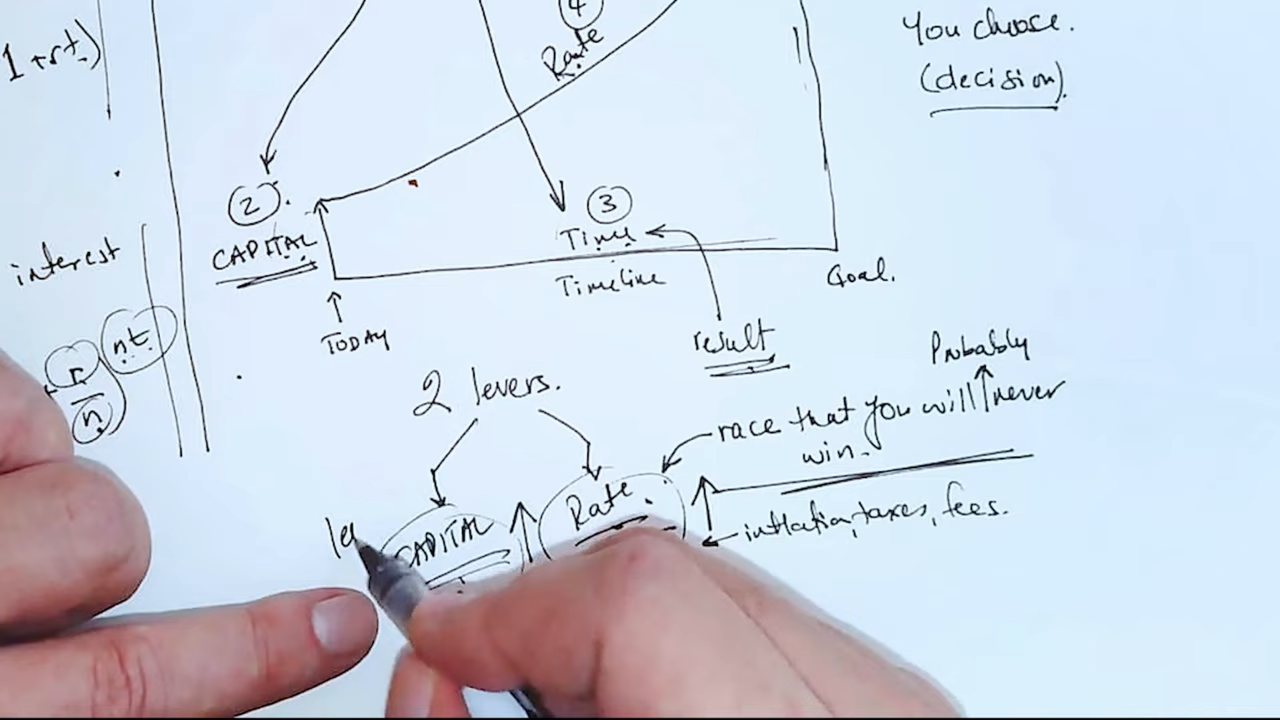 1+rt)
interest
r
n
nt
4
Rate
You choose.
(decision).
2
CAPITAL
3
Time
Timeline
Goal.
TODAY
result
2 levers.
Probably
race that you will never
win.
CAPITAL
Rate.
inflation, taxes, fees.
le